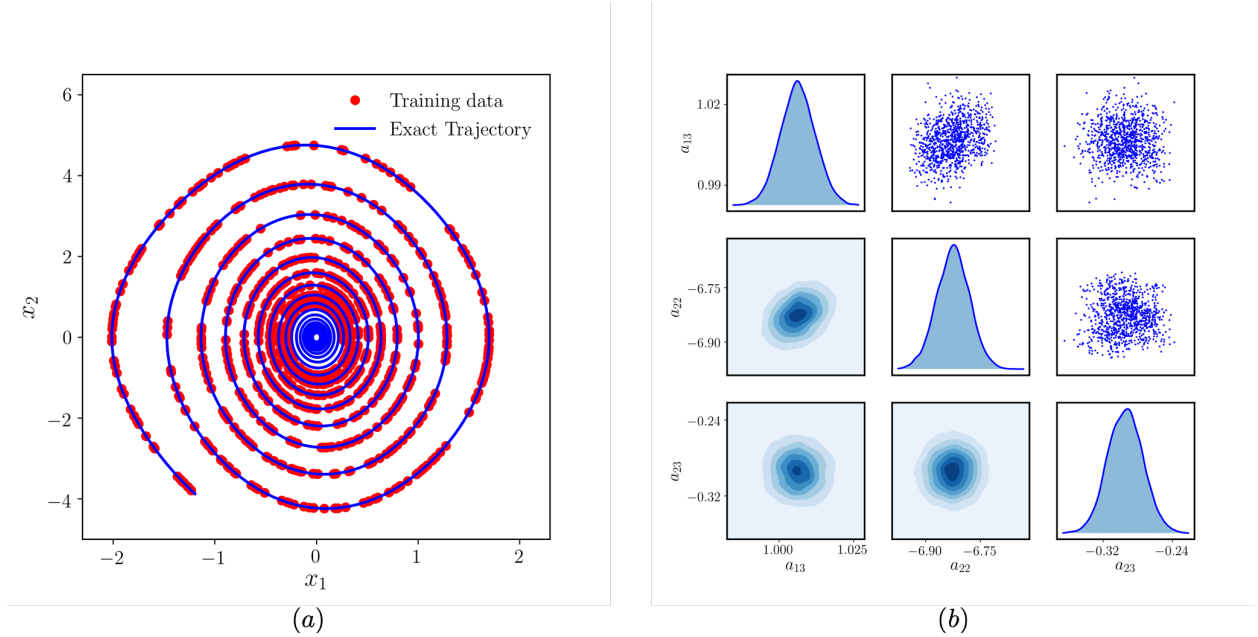 6
4
2
0
−2
−4
x₂
−2
−1
0
1
2
x₁
Training data
Exact Trajectory
(a)
1.02
0.99
a₁₃
−6.75
−6.90
a₂₂
−0.24
−0.32
a₂₃
1.000 1.025
a₁₃
−6.90 −6.75
a₂₂
−0.32 −0.24
a₂₃
(b)